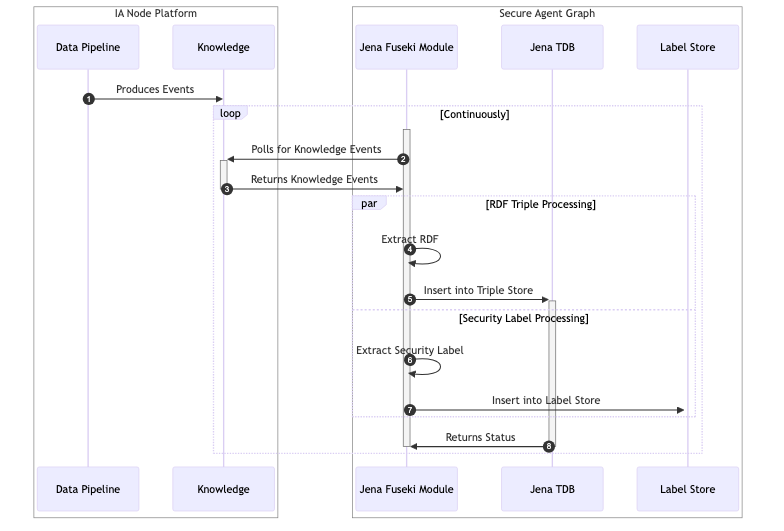 IA Node Platform
Secure Agent Graph
Data Pipeline
Knowledge
Jena Fuseki Module
Jena TDB
Label Store
1
Produces Events
loop
[Continuously]
Polls for Knowledge Events
2
3
Returns Knowledge Events
par
[RDF Triple Processing]
Extract RDF
4
5
Insert into Triple Store
[Security Label Processing]
Extract Security Label
6
7
Insert into Label Store
Returns Status
8
Data Pipeline
Knowledge
Jena Fuseki Module
Jena TDB
Label Store